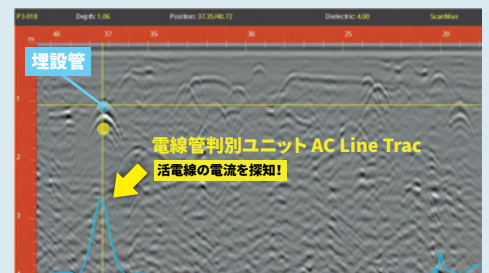 P3-018 Depth: 1.06 Position: 37.35/40.72 Dielectric: 4.00 ScanMax
m 40 37 35 30 25 20
埋設管
1
電線管判別ユニット AC Line Trac
2
活電線の電流を探知!
3